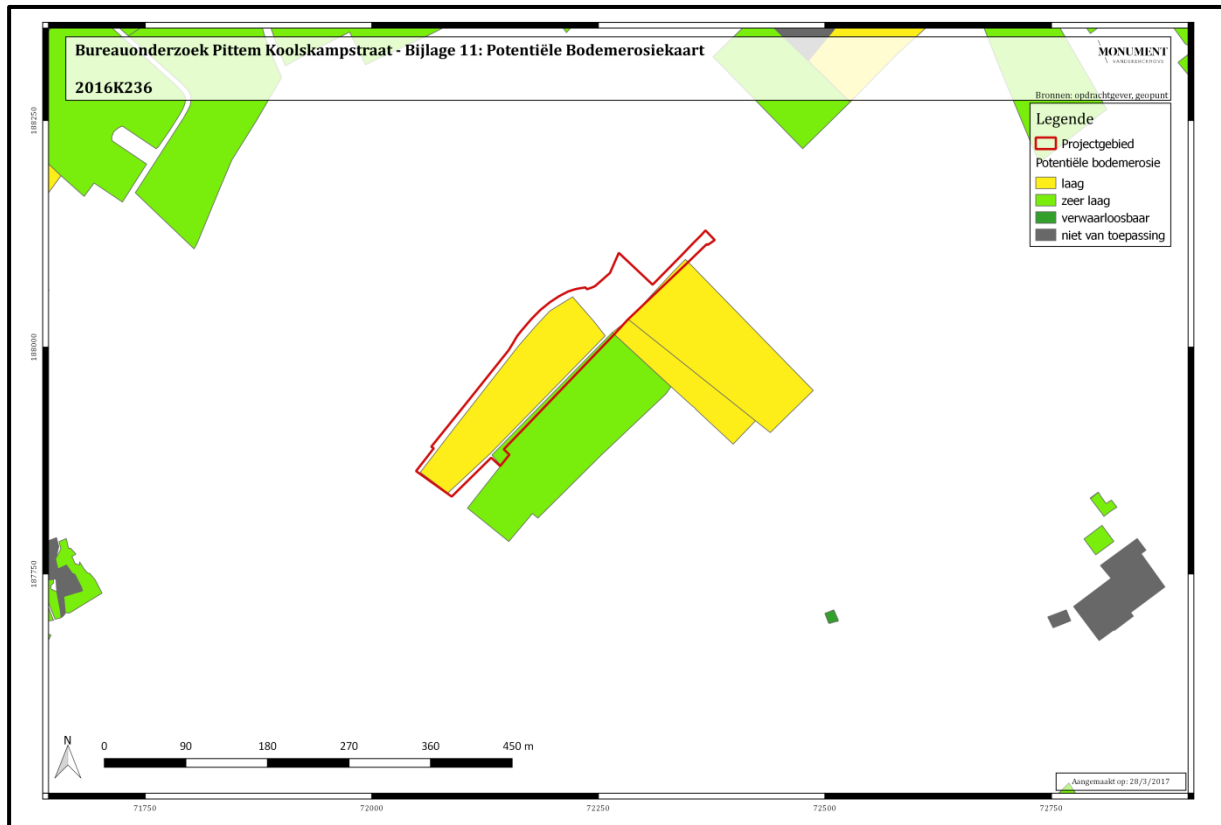 Bureauonderzoek Pittem Koolskampstraat - Bijlage 11: Potentiële Bodemerosiekaart
2016K236
MONUMENT
VANDEKERCKHOVE
Bronnen: opdrachtgever, geopunt
Legende
Projectgebied
Potentiële bodemerosie
laag
zeer laag
verwaarloosbaar
niet van toepassing
188250
188000
187750
N
0 90 180 270 360 450 m
Aangemaakt op: 28/3/2017
71750 72000 72250 72500 72750